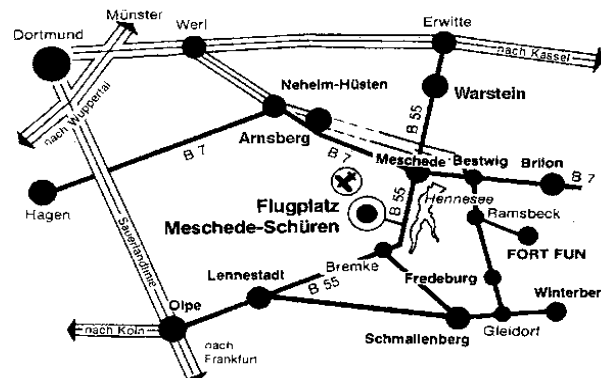 Münster
Dortmund
Werl
Erwitte
nach Kassel
nach Wuppertal
Nehelm-Hüsten
B 55
Warstein
Arnsberg
B 7
B 7
Meschede
Bestwig
Brilon
B 7
Hagen
Flugplatz
Meschede-Schüren
B 55
Hennesee
Ramsbeck
FORT FUN
Sauerlandlinie
Bremke
Fredeburg
Lennestadt
B 55
Olpe
Winterber
Gleidorf
Schmallenberg
nach Köln
nach
Frankfurt